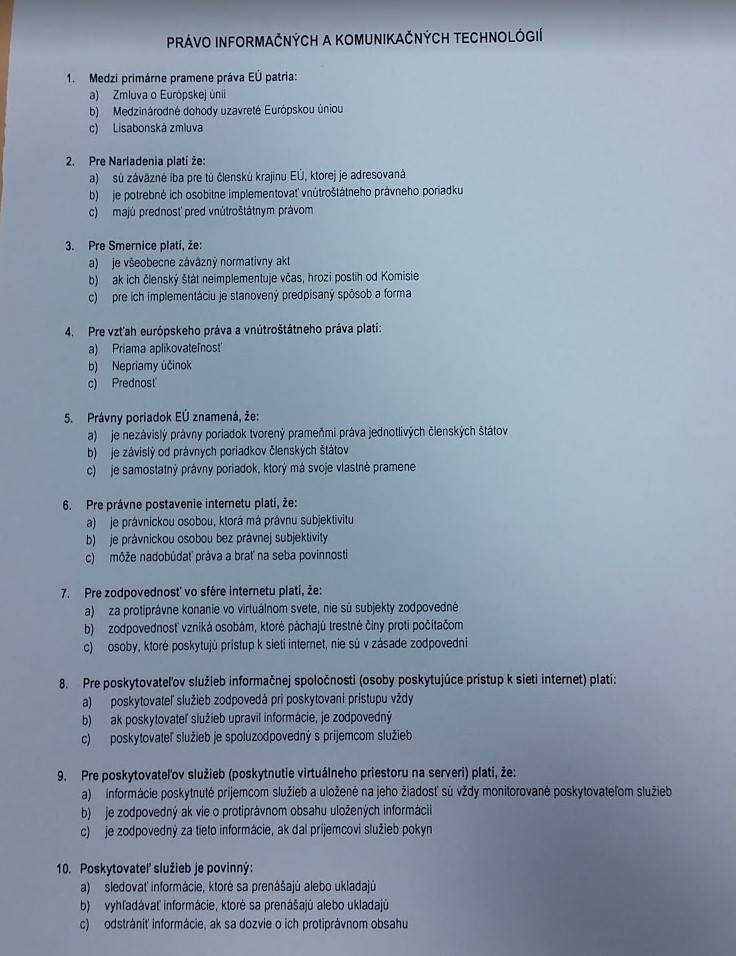 PRÁVO INFORMAČNÝCH A KOMUNIKAČNÝCH TECHNOLÓGIÍ
1. Medzi primárne pramene práva EÚ patria:
a) Zmluva o Európskej únii
b) Medzinárodné dohody uzavreté Európskou úniou
c) Lisabonská zmluva
2. Pre Nariadenia platí že:
a) sú záväzné iba pre tú členskú krajinu EÚ, ktorej je adresovaná
b) je potrebné ich osobitne implementovať vnútroštátneho právneho poriadku
c) majú prednosť pred vnútroštátnym právom
3. Pre Smernice platí, že:
a) je všeobecne záväzný normatívny akt
b) ak ich členský štát neimplementuje včas, hrozí postih od Komisie
c) pre ich implementáciu je stanovený predpísaný spôsob a forma
4. Pre vzťah európskeho práva a vnútroštátneho práva platí:
a) Priama aplikovateľnosť
b) Nepriamy účinok
c) Prednosť
5. Právny poriadok EÚ znamená, že:
a) je nezávislý právny poriadok tvorený prameňmi práva jednotlivých členských štátov
b) je závislý od právnych poriadkov členských štátov
c) je samostatný právny poriadok, ktorý má svoje vlastné pramene
6. Pre právne postavenie internetu platí, že:
a) je právnickou osobou, ktorá má právnu subjektivitu
b) je právnickou osobou bez právnej subjektivity
c) môže nadobúdať práva a brať na seba povinnosti
7. Pre zodpovednosť vo sfére internetu platí, že:
a) za protiprávne konanie vo virtuálnom svete, nie sú subjekty zodpovedné
b) zodpovednosť vzniká osobám, ktoré páchajú trestné činy proti počítačom
c) osoby, ktoré poskytujú prístup k sieti internet, nie sú v zásade zodpovední
8. Pre poskytovateľov služieb informačnej spoločnosti (osoby poskytujúce prístup k sieti internet) platí:
a) poskytovateľ služieb zodpovedá pri poskytovaní prístupu vždy
b) ak poskytovateľ služieb upravil informácie, je zodpovedný
c) poskytovateľ služieb je spoluzodpovedný s príjemcom služieb
9. Pre poskytovateľov služieb (poskytnutie virtuálneho priestoru na serveri) platí, že:
a) informácie poskytnuté príjemcom služieb a uložené na jeho žiadosť sú vždy monitorované poskytovateľom služieb
b) je zodpovedný ak vie o protiprávnom obsahu uložených informácií
c) je zodpovedný za tieto informácie, ak dal príjemcovi služieb pokyn
10. Poskytovateľ služieb je povinný:
a) sledovať informácie, ktoré sa prenášajú alebo ukladajú
b) vyhľadávať informácie, ktoré sa prenášajú alebo ukladajú
c) odstrániť informácie, ak sa dozvie o ich protiprávnom obsahu